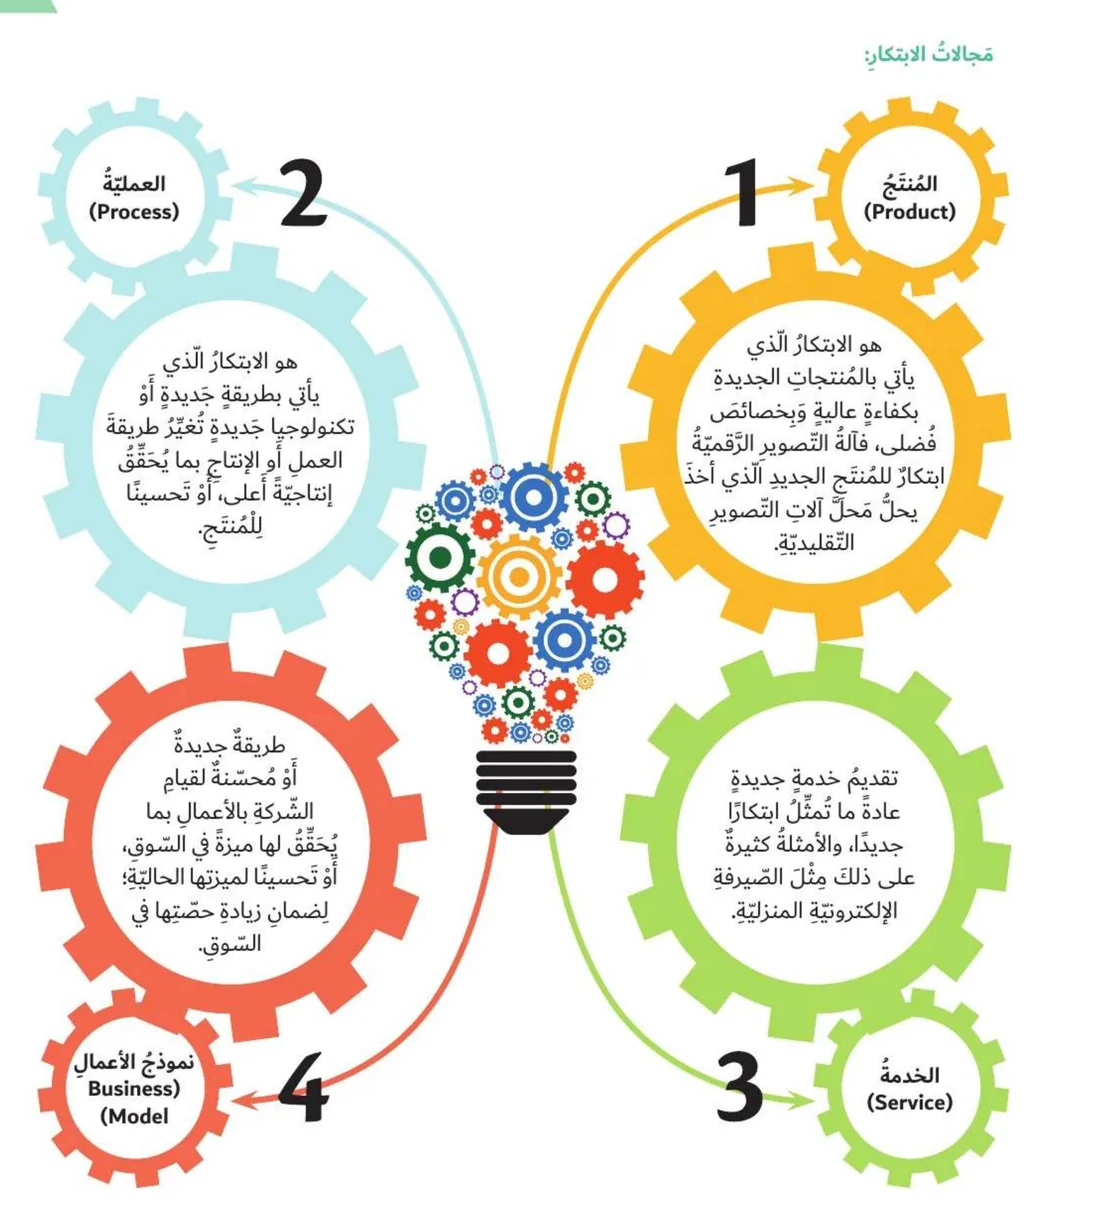 مَجالاتُ الابتكارِ:
1
المُنتَجُ
(Product)
هو الابتكارُ الّذي
يأتي بالمُنتجاتِ الجديدةِ
بكفاءةٍ عاليةٍ وَبِخصائصَ
فُضلى، فآلةُ التّصويرِ الرَّقميّةُ
ابتكارٌ للمُنتَجِ الجديدِ الّذي أخذَ
يحلُّ مَحلَّ آلاتِ التّصويرِ
التّقليديّةِ.
2
العمليّةُ
(Process)
هو الابتكارُ الّذي
يأتي بطريقةٍ جَديدةٍ أَوْ
تكنولوجيا جَديدةٍ تُغيِّرُ طريقةَ
العملِ أَو الإنتاجِ بما يُحَقِّقُ
إنتاجيّةً أَعلى، أَوْ تَحسينًا
لِلْمُنتَجِ.
3
الخدمةُ
(Service)
تقديمُ خدمةٍ جديدةٍ
عادةً ما تُمثِّلُ ابتكارًا
جديدًا، والأمثلةُ كثيرةٌ
على ذلكَ مِثْلَ الصّيرفةِ
الإلكترونيّةِ المنزليّةِ.
4
نموذجُ الأعمالِ
Business)
(Model
طريقةٌ جديدةٌ
أَوْ مُحسّنةٌ لقيامِ
الشّركةِ بالأعمالِ بما
يُحَقِّقُ لها ميزةً في السّوقِ،
أَوْ تَحسينًا لميزتِها الحاليّةِ؛
لِضمانِ زيادةِ حصّتِها في
السّوقِ.